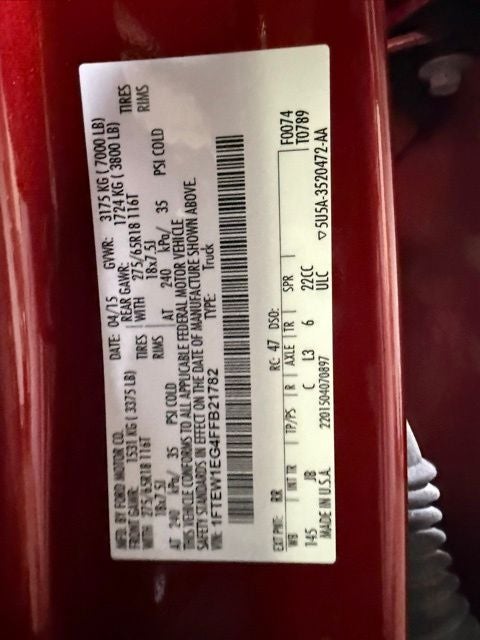 MFD. BY FORD MOTOR CO. DATE: 04/15 GVWR: 3175 KG ( 7000 LB)
FRONT GAWR: 1531 KG ( 3375 LB) REAR GAWR: 1724 KG ( 3800 LB)
WITH 275/65R18 116T TIRES WITH 275/65R18 116T TIRES
18x7.5J RIMS 18x7.5J RIMS
AT 240 kPa/ 35 PSI COLD AT 240 kPa/ 35 PSI COLD
THIS VEHICLE CONFORMS TO ALL APPLICABLE FEDERAL MOTOR VEHICLE
SAFETY STANDARDS IN EFFECT ON THE DATE OF MANUFACTURE SHOWN ABOVE.
VIN: 1FTEW1EG4FFB21782 TYPE: Truck
EXT PNT: RR RC: 47 DSO: F0074
WB INT TR TP/PS R AXLE TR SPR T0789
145 JB C L3 6 22CC
MADE IN U.S.A. 2201504070897 ULC ▽5U5A-3520472-AA